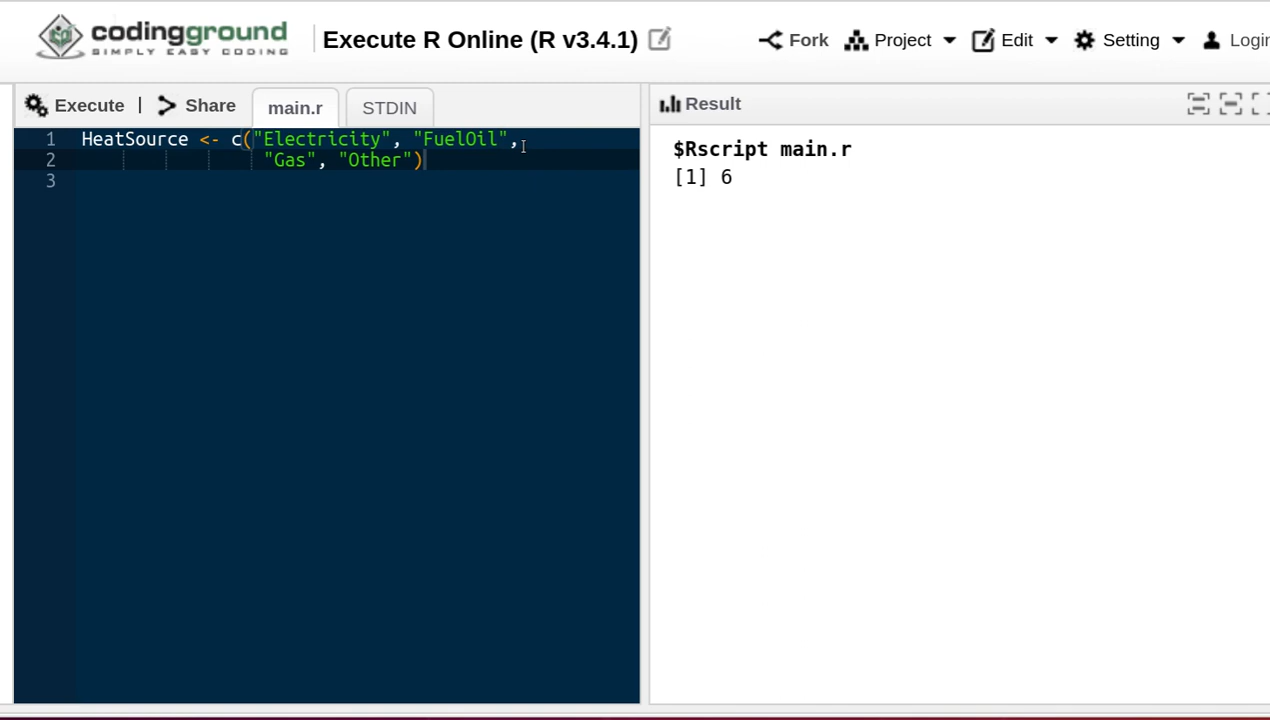 codingground
SIMPLY EASY CODING
Execute R Online (R v3.4.1)
Fork
Project
Edit
Setting
Execute | Share main.r STDIN
Result
1 HeatSource <- c("Electricity", "FuelOil",
2 "Gas", "Other")
3
$Rscript main.r
[1] 6